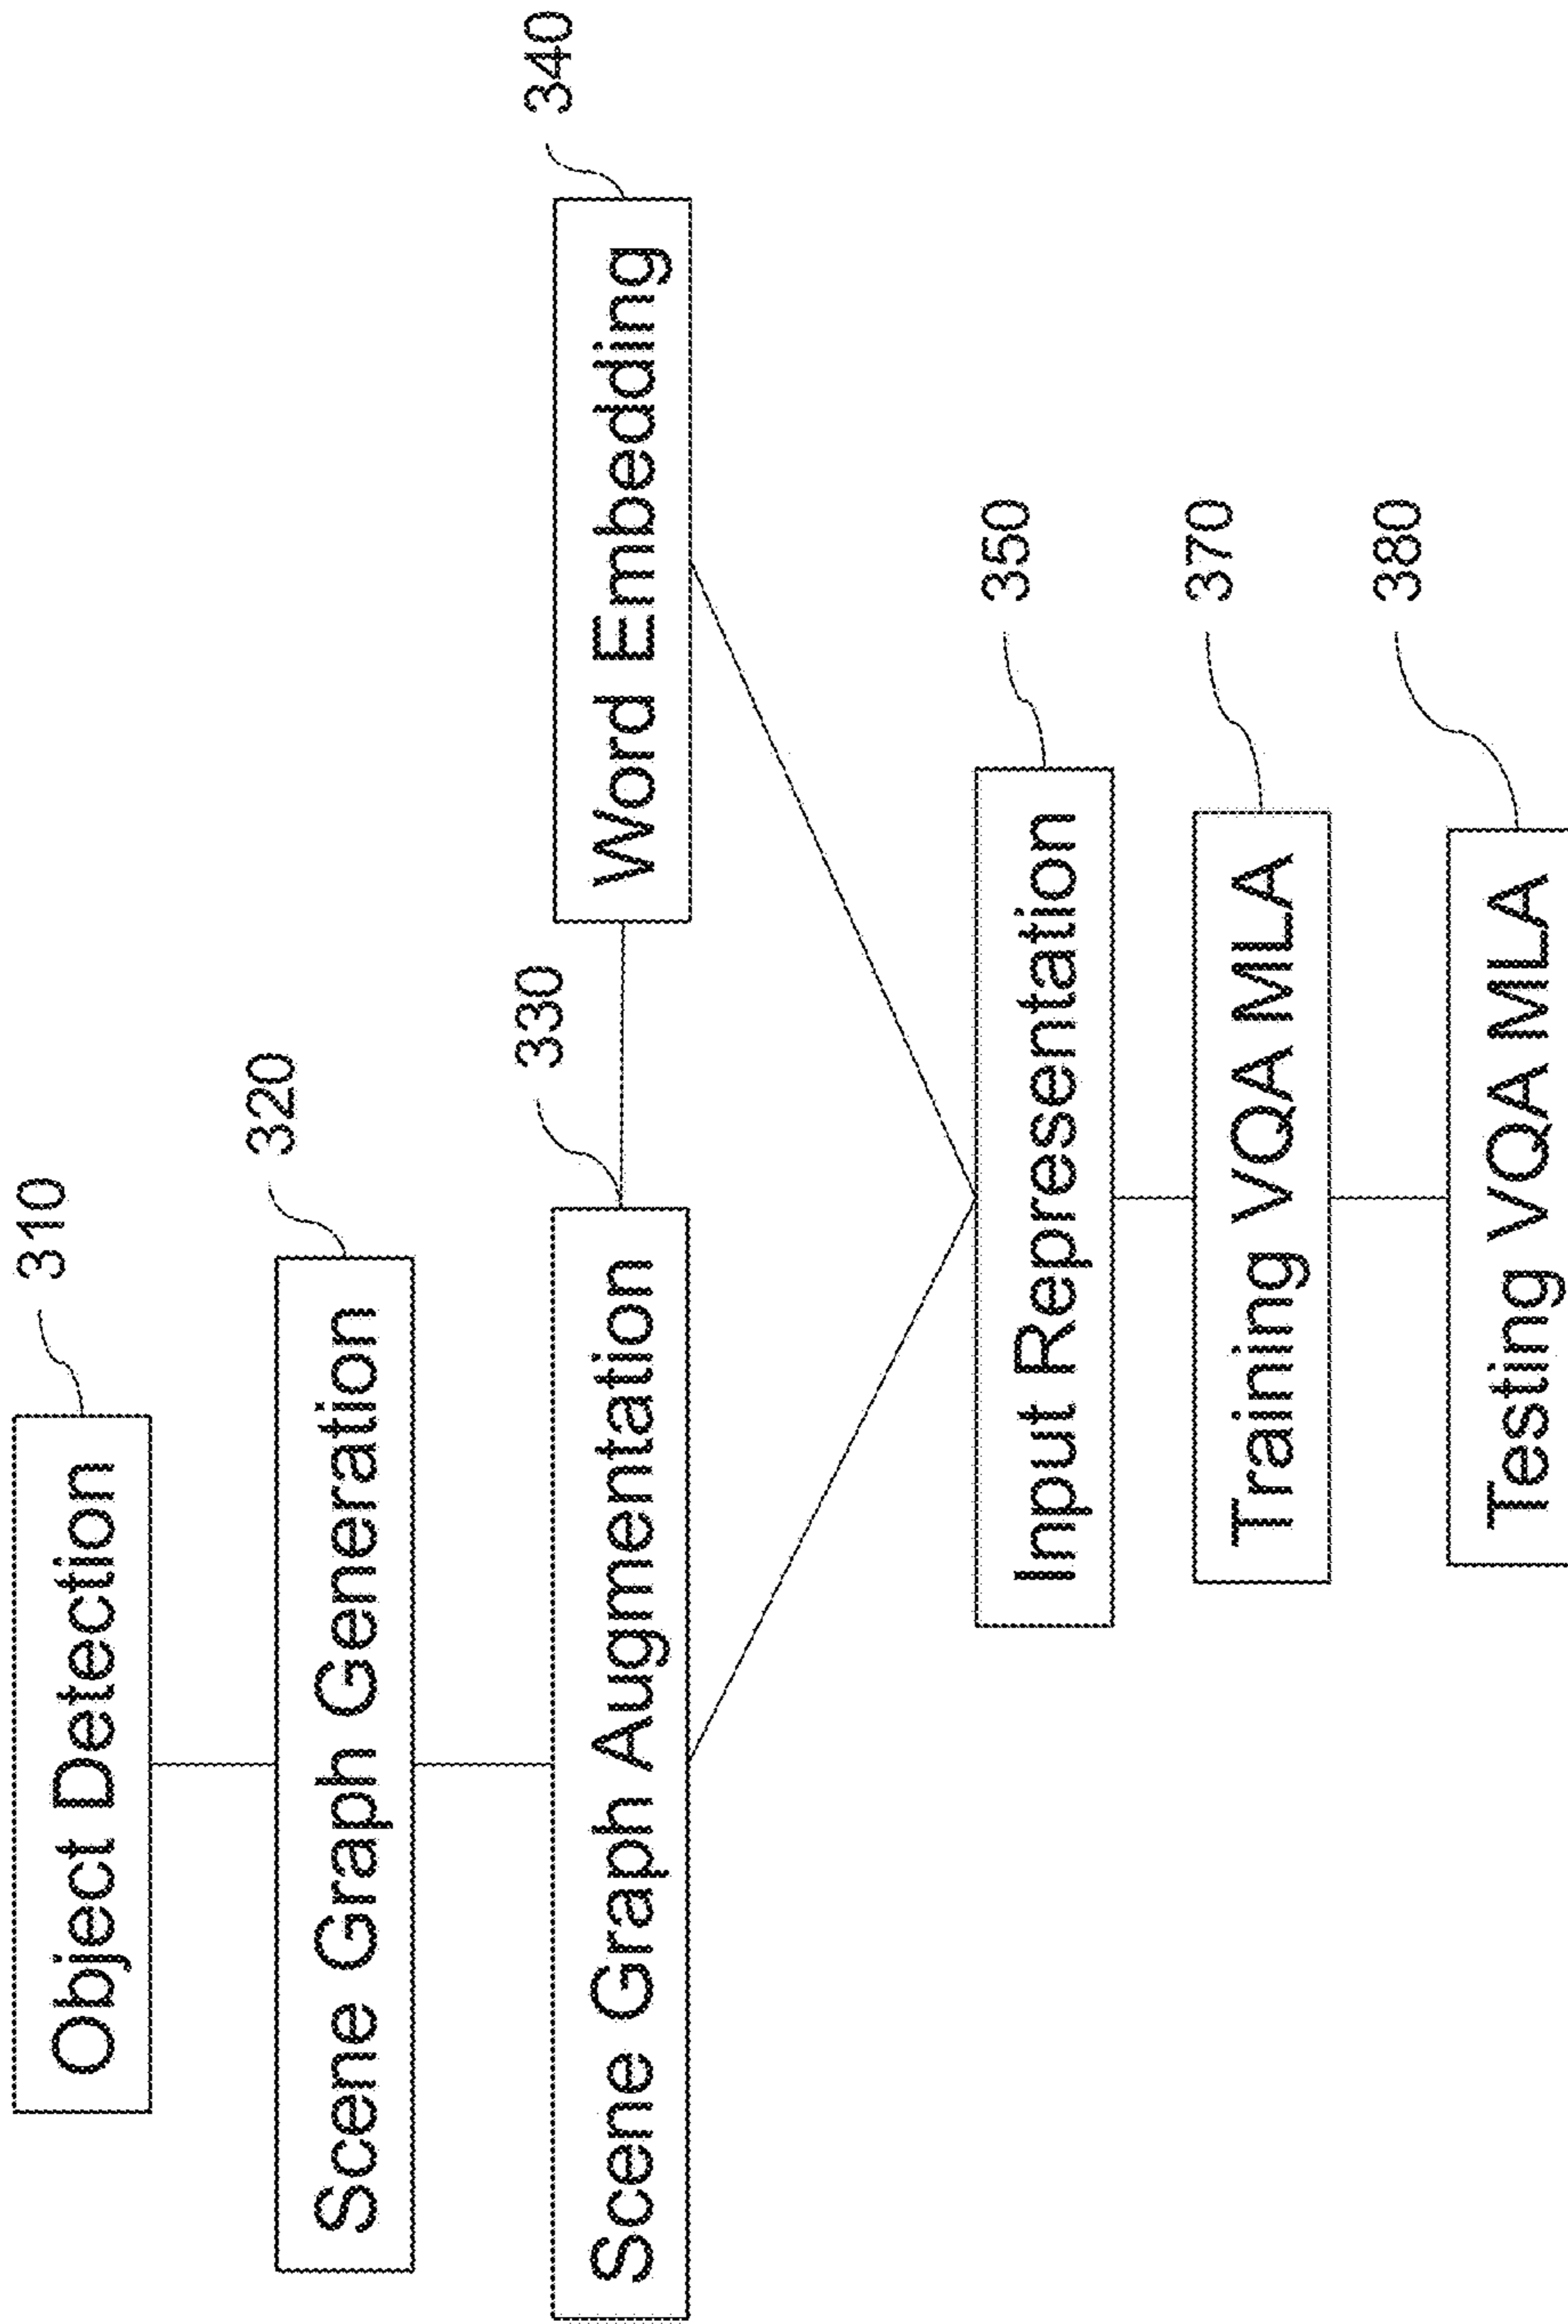 Object Detection
310
Scene Graph Generation
320
Scene Graph Augmentation
330
Word Embedding
340
Input Representation
350
Training VQA MLA
370
Testing VQA MLA
380